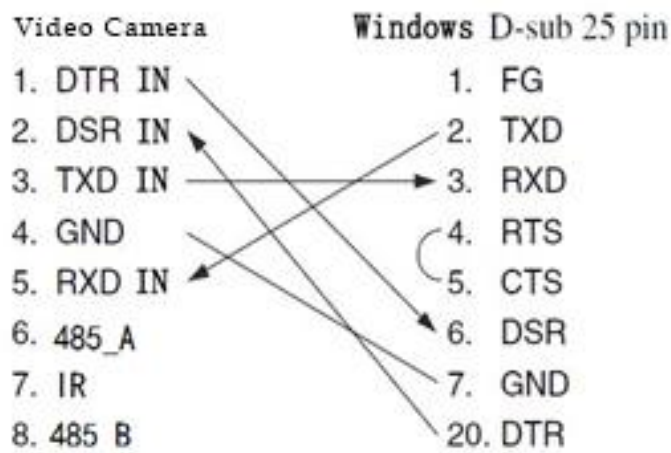 Video Camera
Windows D-sub 25 pin
1. DTR IN
2. DSR IN
3. TXD IN
4. GND
5. RXD IN
6. 485_A
7. IR
8. 485 B
1. FG
2. TXD
3. RXD
4. RTS
5. CTS
6. DSR
7. GND
20. DTR